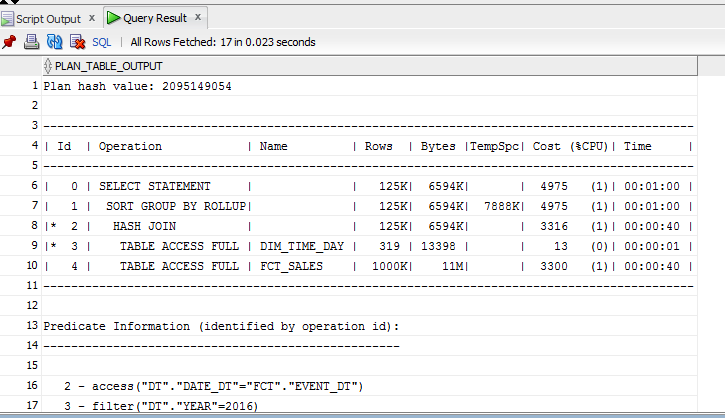 Script Output x Query Result x
SQL | All Rows Fetched: 17 in 0.023 seconds
PLAN_TABLE_OUTPUT
1 Plan hash value: 2095149054
2
3 ---------------------------------------------------------------------------------------------
4 | Id  | Operation            | Name         | Rows  | Bytes |TempSpc| Cost (%CPU)| Time     |
5 ---------------------------------------------------------------------------------------------
6 |   0 | SELECT STATEMENT     |              |   125K|  6594K|       |  4975   (1)| 00:01:00 |
7 |   1 |  SORT GROUP BY ROLLUP|              |   125K|  6594K|  7888K|  4975   (1)| 00:01:00 |
8 |*  2 |   HASH JOIN          |              |   125K|  6594K|       |  3316   (1)| 00:00:40 |
9 |*  3 |    TABLE ACCESS FULL | DIM_TIME_DAY |   319 | 13398 |       |    13   (0)| 00:00:01 |
10 |   4 |    TABLE ACCESS FULL | FCT_SALES    |  1000K|    11M|       |  3300   (1)| 00:00:40 |
11 ---------------------------------------------------------------------------------------------
12
13 Predicate Information (identified by operation id):
14 ---------------------------------------------------
15
16    2 - access("DT"."DATE_DT"="FCT"."EVENT_DT")
17    3 - filter("DT"."YEAR"=2016)